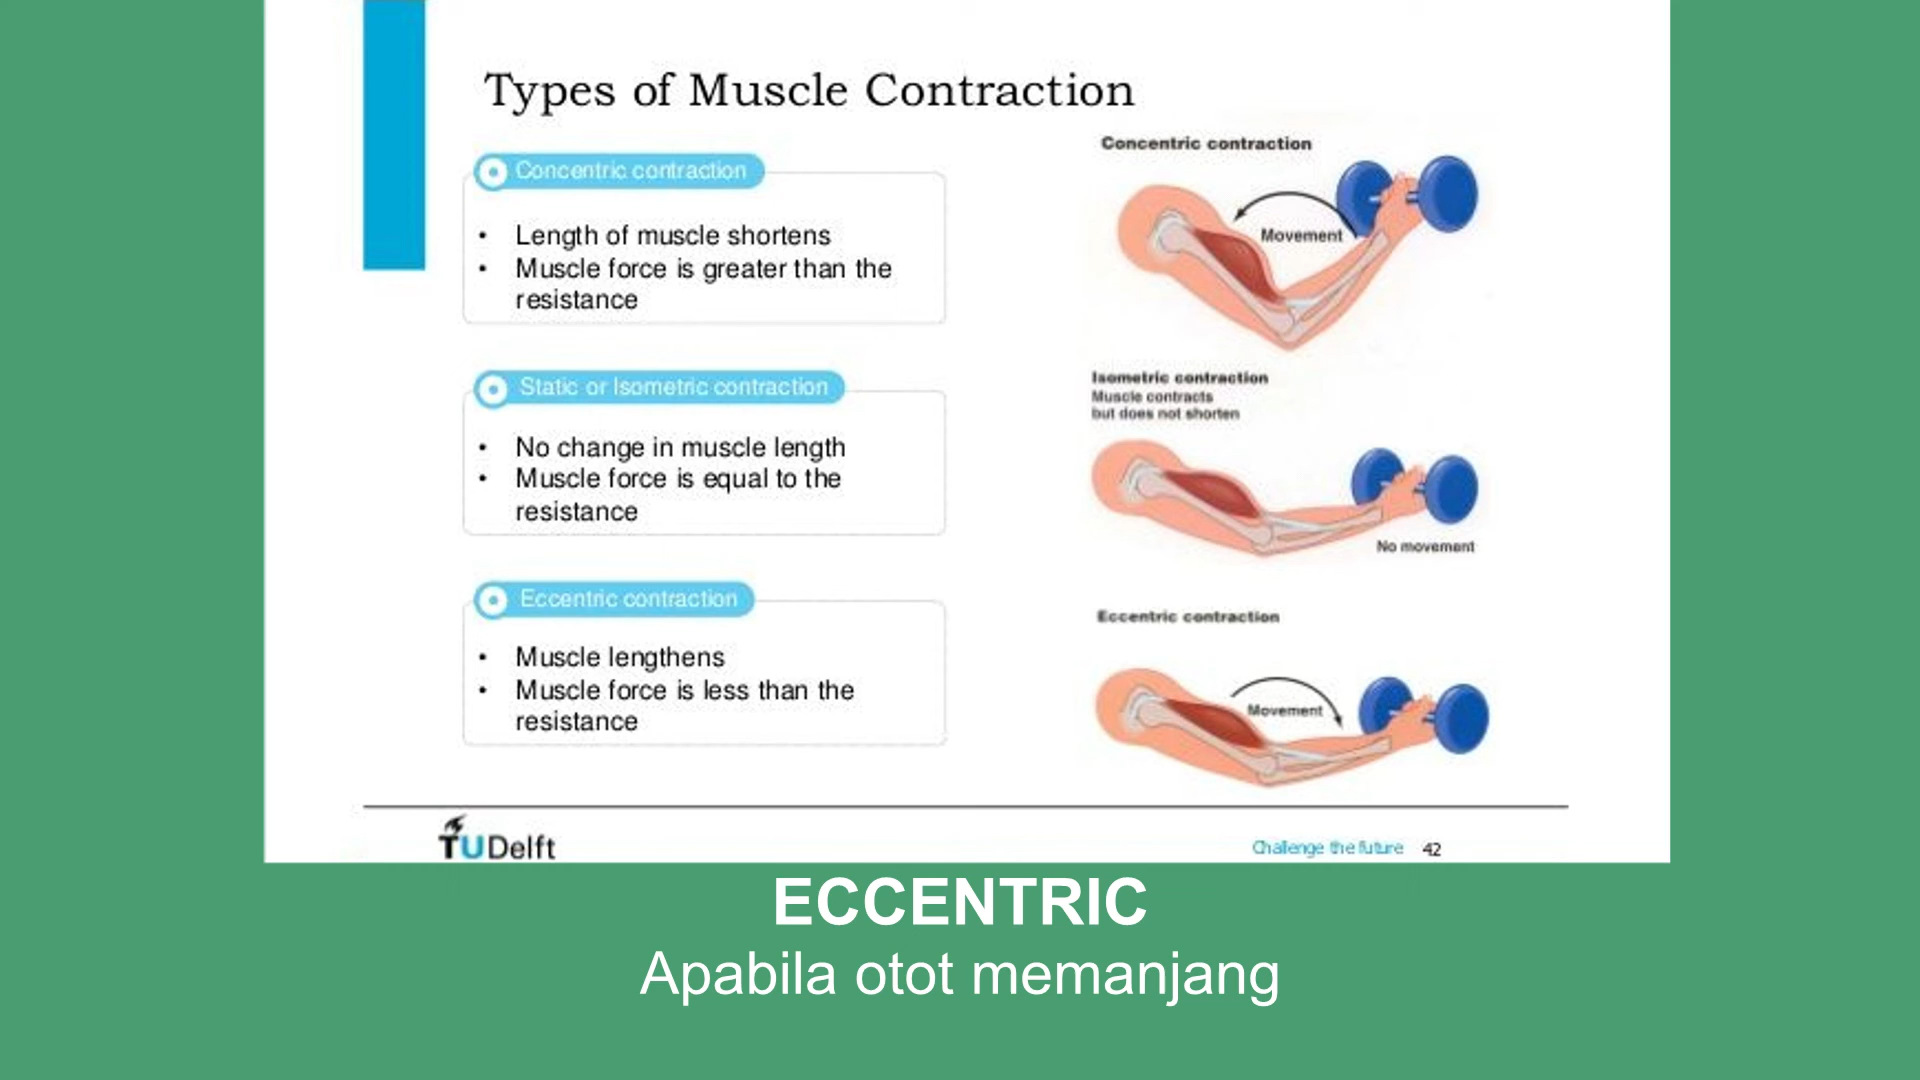 Types of Muscle Contraction
Concentric contraction
• Length of muscle shortens
• Muscle force is greater than the
resistance
Static or Isometric contraction
• No change in muscle length
• Muscle force is equal to the
resistance
Eccentric contraction
• Muscle lengthens
• Muscle force is less than the
resistance
Concentric contraction
Movement
Isometric contraction
Muscle contracts
but does not shorten
No movement
Eccentric contraction
Movement
TUDelft
Challenge the future 42
ECCENTRIC
Apabila otot memanjang